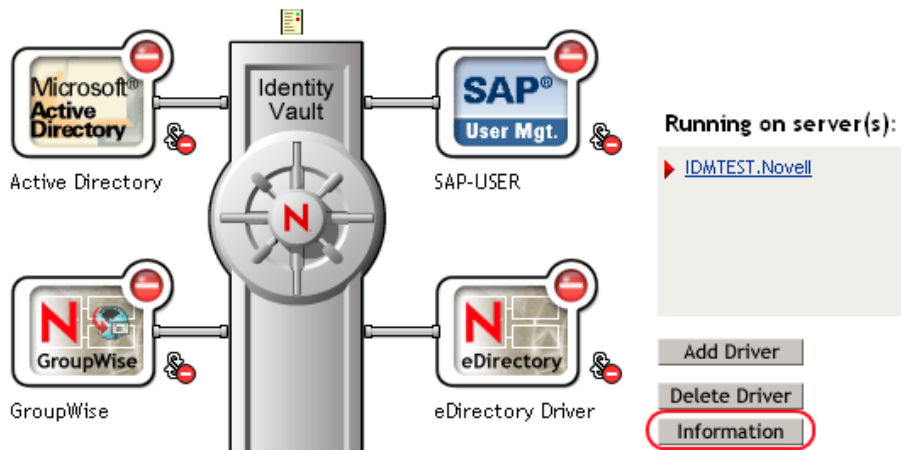 Microsoft®
Active
Directory
Active Directory
Identity
Vault
N
SAP®
User Mgt.
SAP-USER
Running on server(s):
IDMTEST.Novell
N
GroupWise
GroupWise
N
eDirectory
eDirectory Driver
Add Driver
Delete Driver
Information